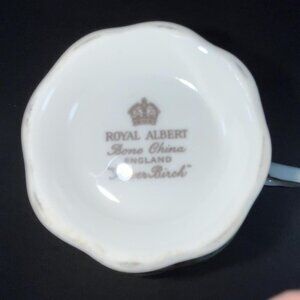 ROYAL ALBERT
Bone China
ENGLAND
Silver Birch